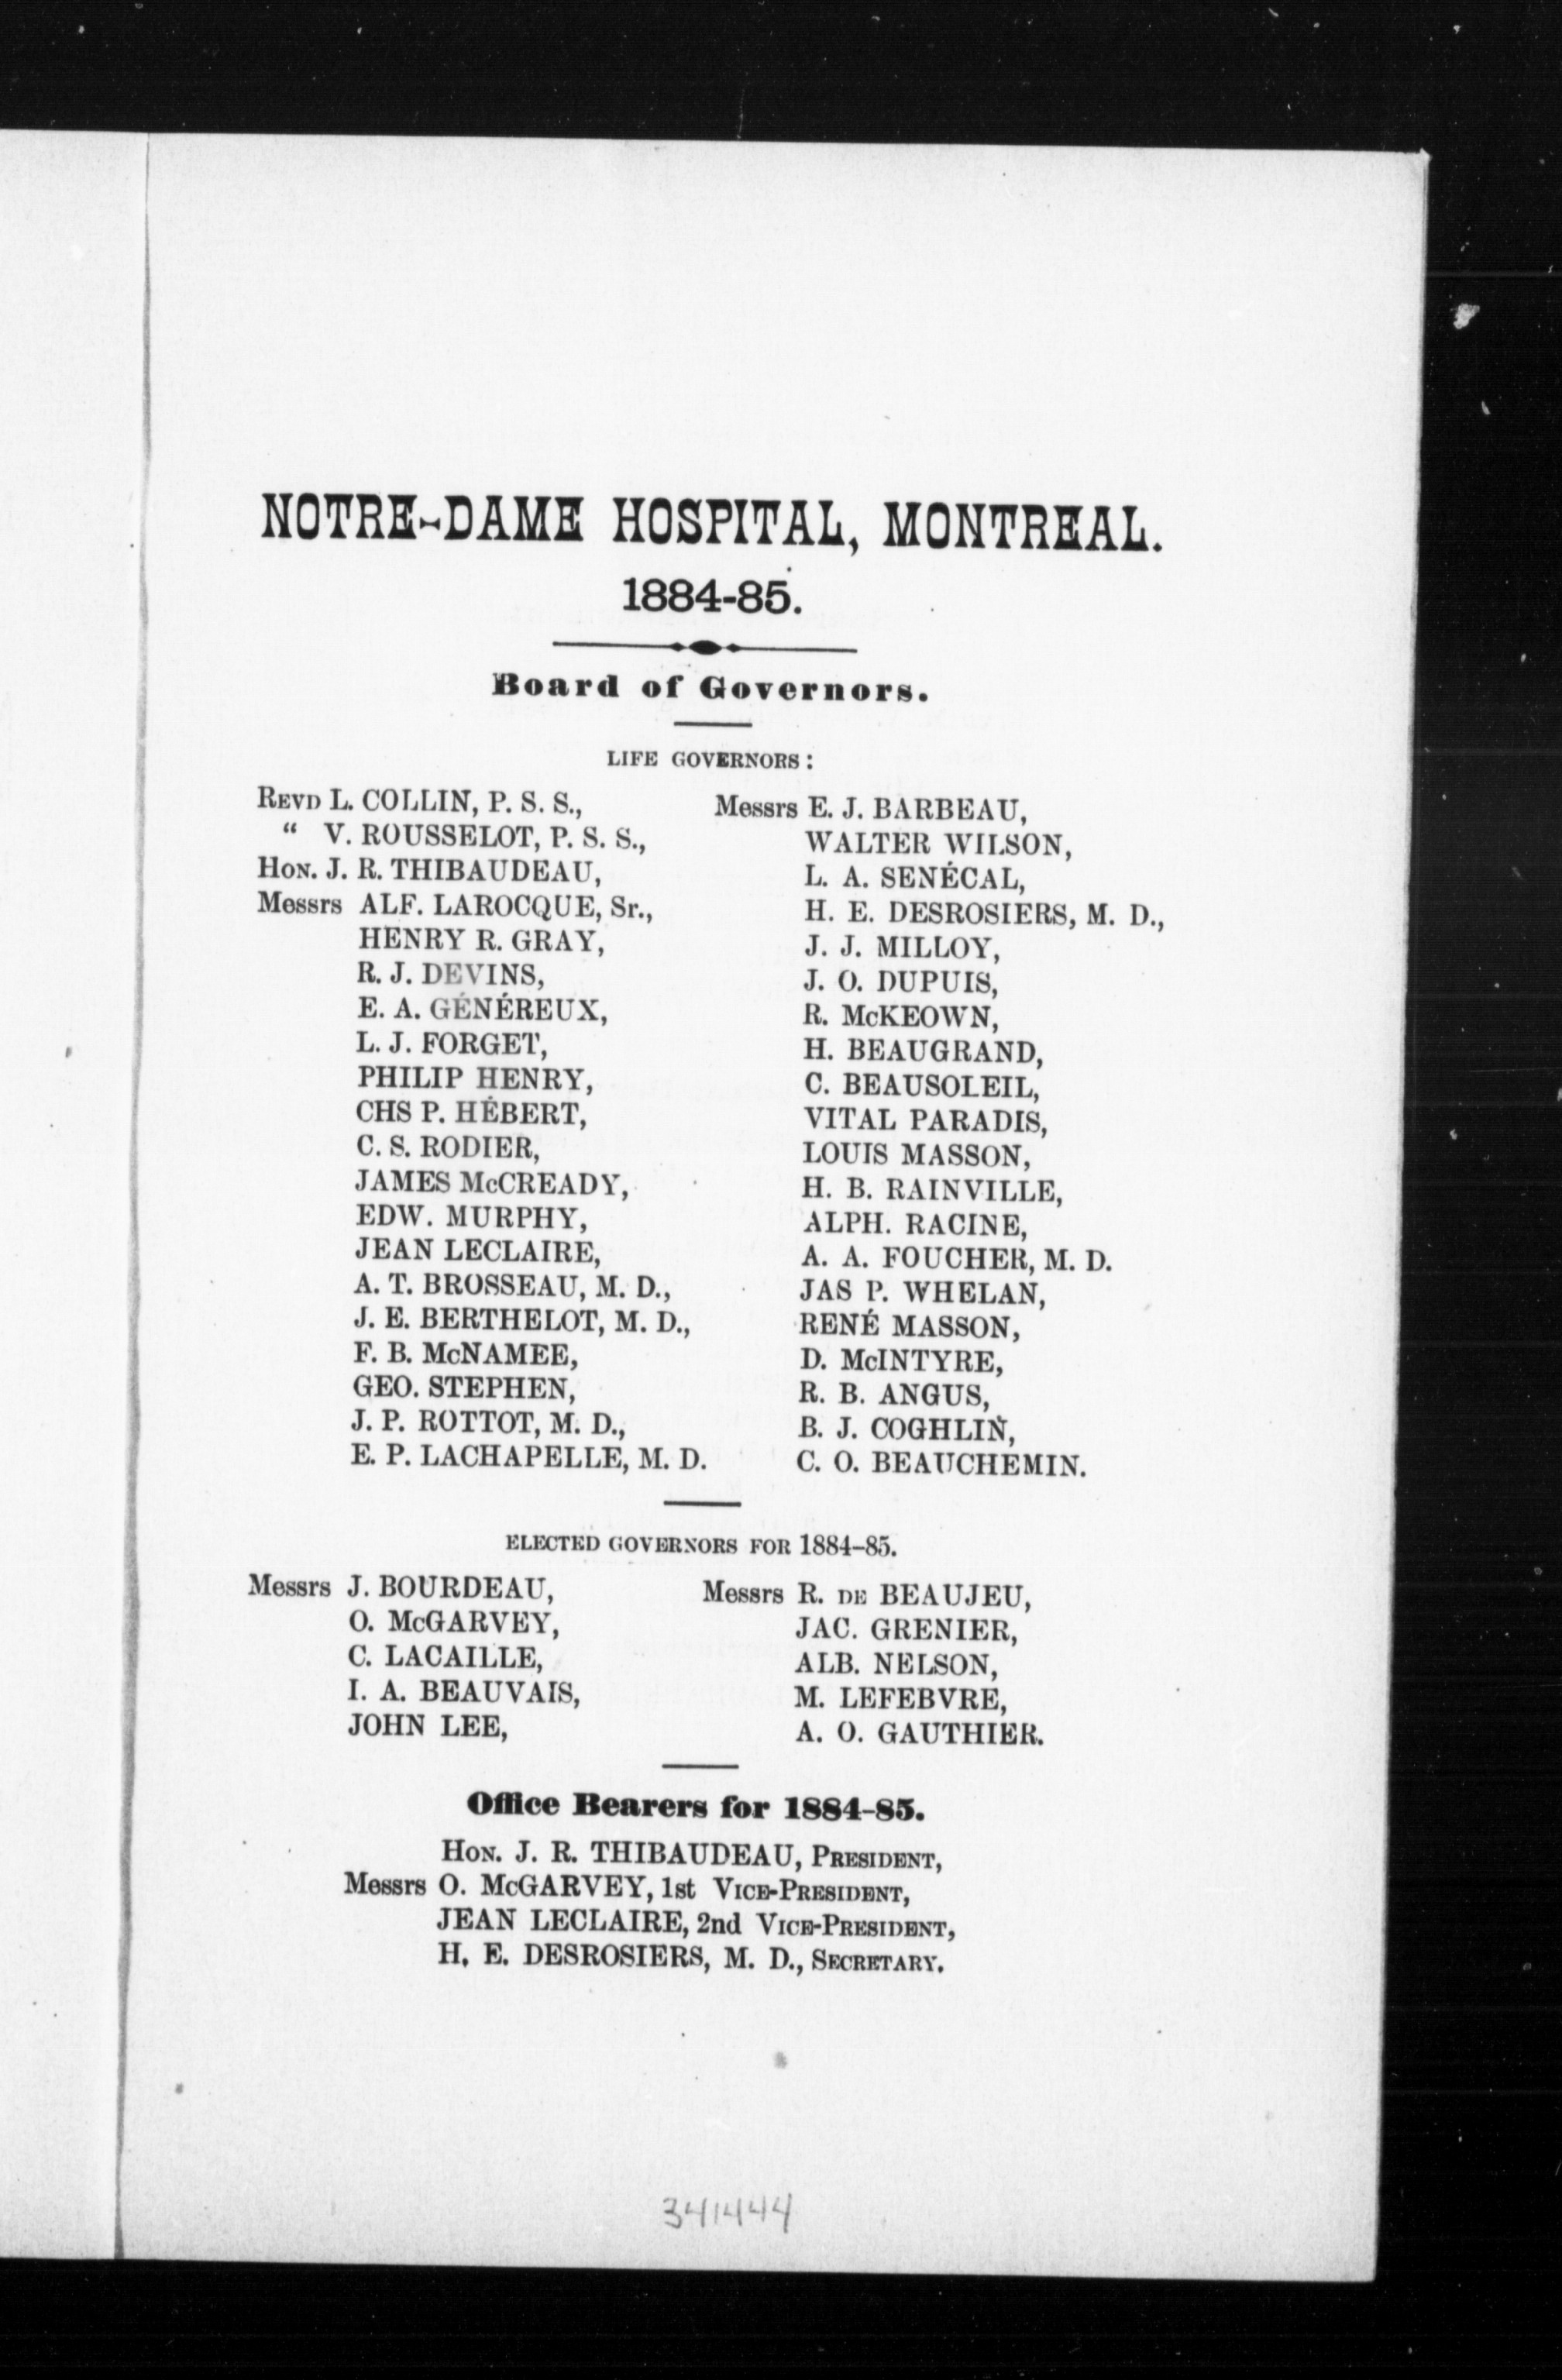 NOTRE-DAME HOSPITAL, MONTREAL.
1884-85.
Board of Governors.
LIFE GOVERNORS:
REVD L. COLLIN, P. S. S.,
“ V. ROUSSELOT, P. S. S.,
HON. J. R. THIBAUDEAU,
Messrs ALF. LAROCQUE, Sr.,
HENRY R. GRAY,
R. J. DEVINS,
E. A. GÉNÉREUX,
L. J. FORGET,
PHILIP HENRY,
CHS P. HÉBERT,
C. S. RODIER,
JAMES McCREADY,
EDW. MURPHY,
JEAN LECLAIRE,
A. T. BROSSEAU, M. D.,
J. E. BERTHELOT, M. D.,
F. B. McNAMEE,
GEO. STEPHEN,
J. P. ROTTOT, M. D.,
E. P. LACHAPELLE, M. D.
Messrs E. J. BARBEAU,
WALTER WILSON,
L. A. SENÉCAL,
H. E. DESROSIERS, M. D.,
J. J. MILLOY,
J. O. DUPUIS,
R. McKEOWN,
H. BEAUGRAND,
C. BEAUSOLEIL,
VITAL PARADIS,
LOUIS MASSON,
H. B. RAINVILLE,
ALPH. RACINE,
A. A. FOUCHER, M. D.
JAS P. WHELAN,
RENÉ MASSON,
D. McINTYRE,
R. B. ANGUS,
B. J. COGHLIN,
C. O. BEAUCHEMIN.
ELECTED GOVERNORS FOR 1884-85.
Messrs J. BOURDEAU,
O. McGARVEY,
C. LACAILLE,
I. A. BEAUVAIS,
JOHN LEE,
Messrs R. DE BEAUJEU,
JAC. GRENIER,
ALB. NELSON,
M. LEFEBVRE,
A. O. GAUTHIER.
Office Bearers for 1884-85.
HON. J. R. THIBAUDEAU, PRESIDENT,
Messrs O. McGARVEY, 1st VICE-PRESIDENT,
JEAN LECLAIRE, 2nd VICE-PRESIDENT,
H. E. DESROSIERS, M. D., SECRETARY.
341444